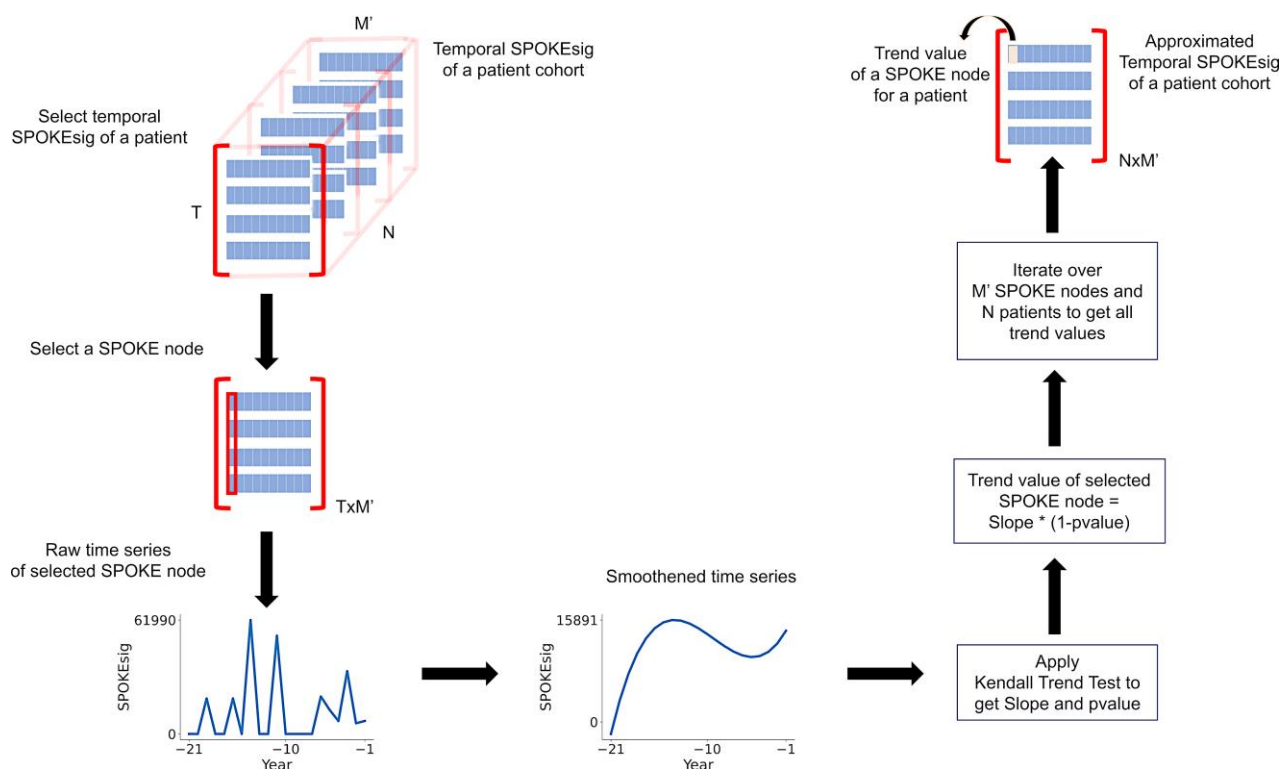 M’
Temporal SPOKEsig
of a patient cohort
Select temporal
SPOKEsig of a patient
T
N
Select a SPOKE node
TxM’
Raw time series
of selected SPOKE node
61990
SPOKEsig
0
−21
−10
−1
Year
Smoothened time series
15891
SPOKEsig
0
−21
−10
−1
Year
Apply
Kendall Trend Test to
get Slope and pvalue
Trend value of selected
SPOKE node =
Slope * (1-pvalue)
Iterate over
M’ SPOKE nodes and
N patients to get all
trend values
Trend value
of a SPOKE node
for a patient
Approximated
Temporal SPOKEsig
of a patient cohort
NxM’